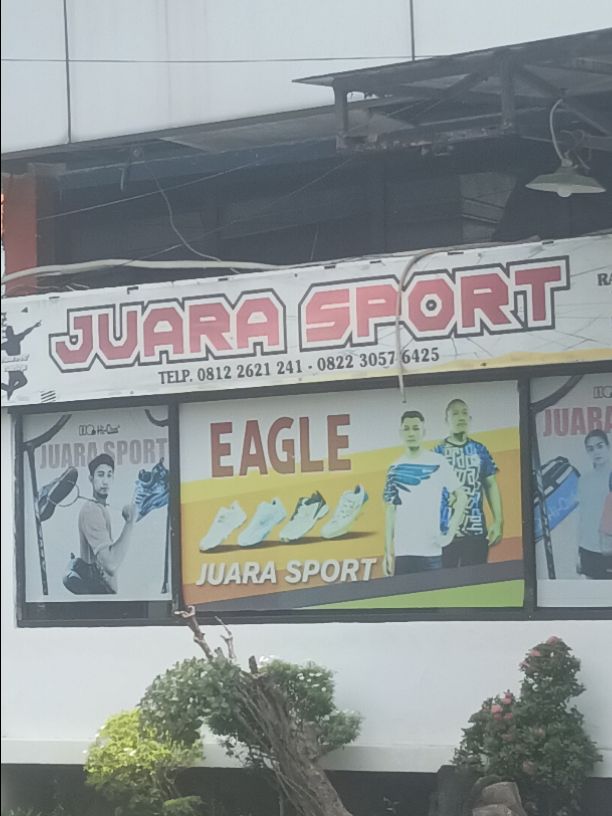 JUARA SPORT
TELP. 0812 2621 241 - 0822 3057 6425
JUARA SPORT
EAGLE
JUARA SPORT
JUARA